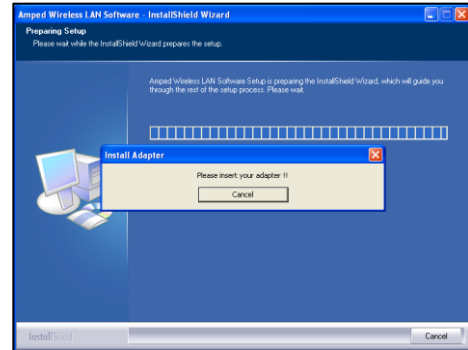 Amped Wireless LAN Software - InstallShield Wizard
Preparing Setup
Please wait while the InstallShield Wizard prepares the setup.
Amped Wireless LAN Software Setup is preparing the InstallShield Wizard, which will guide you
through the rest of the setup process. Please wait.
Install Adapter
Please insert your adapter !!
Cancel
InstallShield
Cancel